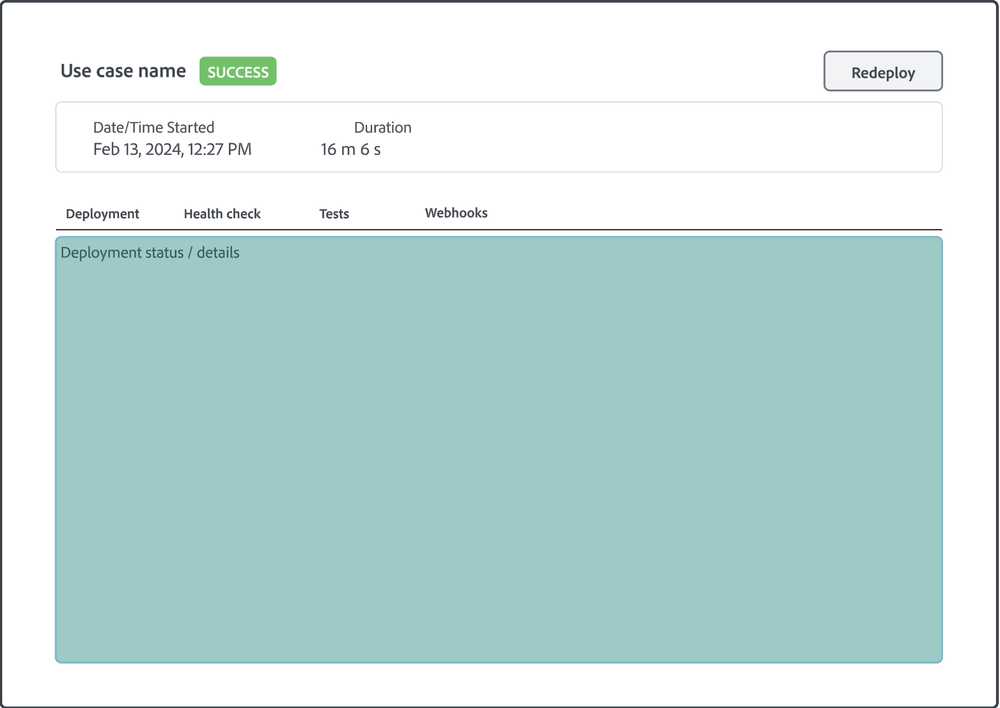 Use case name SUCCESS
Redeploy
Date/Time Started Duration
Feb 13, 2024, 12:27 PM 16 m 6 s
Deployment Health check Tests Webhooks
Deployment status / details